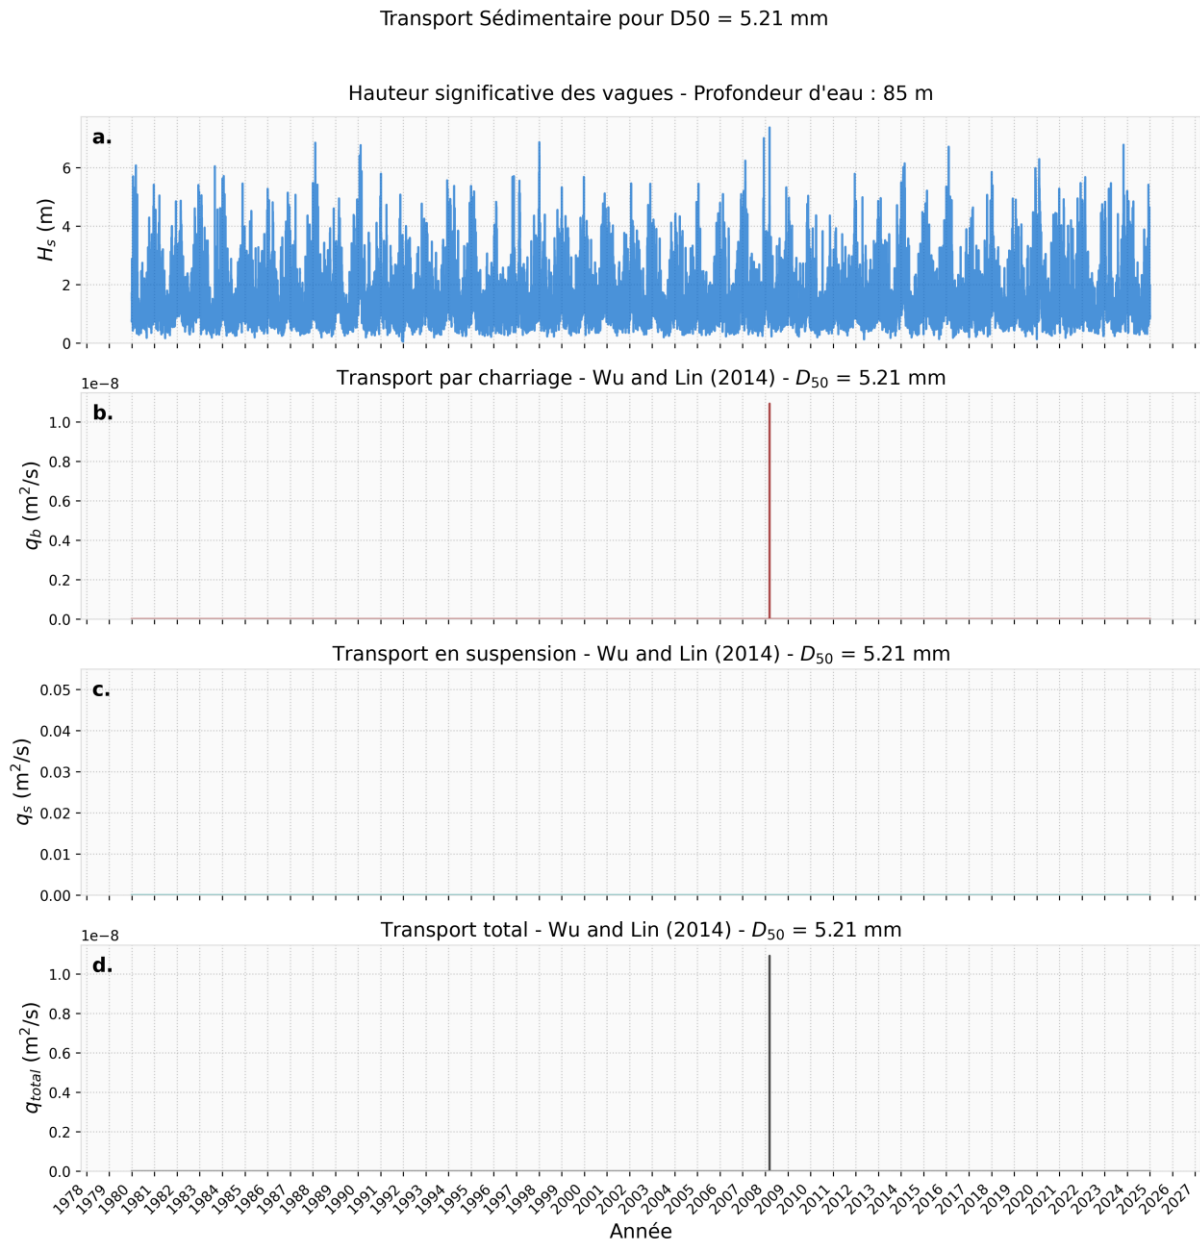 Transport Sédimentaire pour D50 = 5.21 mm
Hauteur significative des vagues - Profondeur d'eau : 85 m
a.
6
4
2
0
H_s (m)
1e−8
Transport par charriage - Wu and Lin (2014) - D_50 = 5.21 mm
b.
1.0
0.8
0.6
0.4
0.2
0.0
q_b (m²/s)
Transport en suspension - Wu and Lin (2014) - D_50 = 5.21 mm
c.
0.05
0.04
0.03
0.02
0.01
0.00
q_s (m²/s)
1e−8
Transport total - Wu and Lin (2014) - D_50 = 5.21 mm
d.
1.0
0.8
0.6
0.4
0.2
0.0
q_total (m²/s)
1978 1979 1980 1981 1982 1983 1984 1985 1986 1987 1988 1989 1990 1991 1992 1993 1994 1995 1996 1997 1998 1999 2000 2001 2002 2003 2004 2005 2006 2007 2008 2009 2010 2011 2012 2013 2014 2015 2016 2017 2018 2019 2020 2021 2022 2023 2024 2025 2026 2027
Année